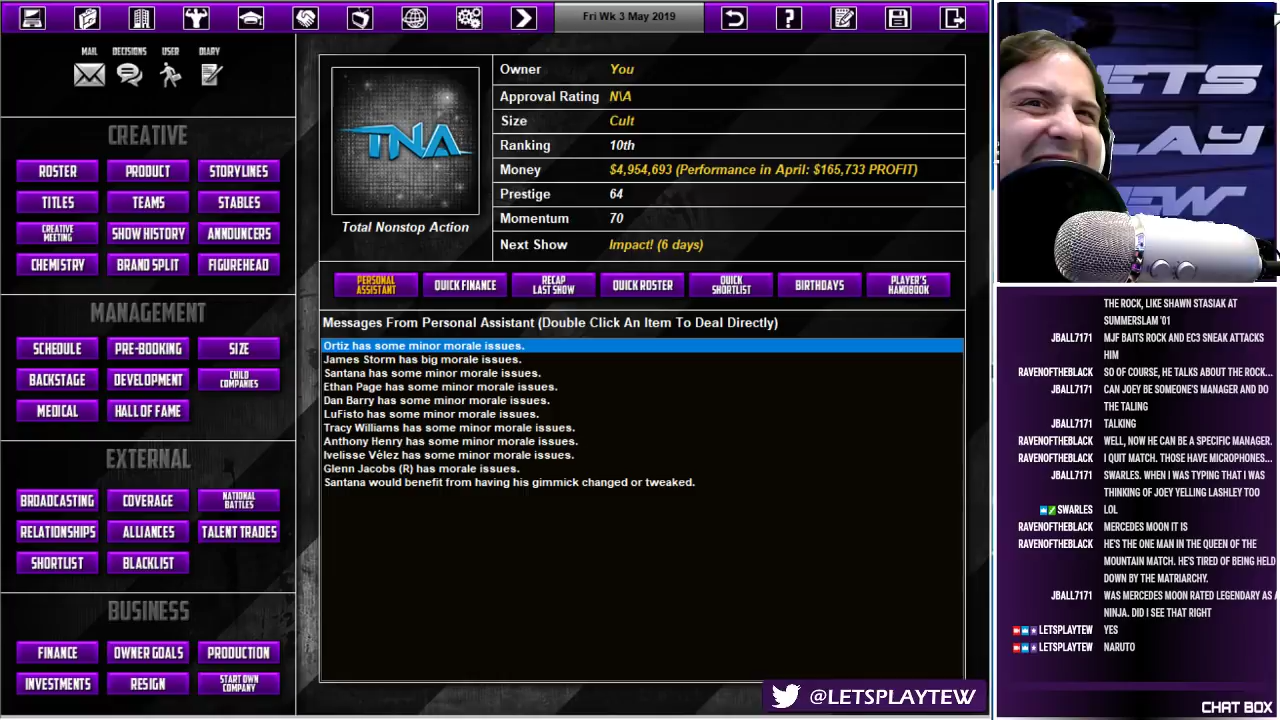 Fri Wk 3 May 2019
MAIL DECISIONS USER DIARY
CREATIVE
ROSTER PRODUCT STORYLINES
TITLES TEAMS STABLES
CREATIVE MEETING SHOW HISTORY ANNOUNCERS
CHEMISTRY BRAND SPLIT FIGUREHEAD
MANAGEMENT
SCHEDULE PRE-BOOKING SIZE
BACKSTAGE DEVELOPMENT CHILD COMPANIES
MEDICAL HALL OF FAME
EXTERNAL
BROADCASTING COVERAGE NATIONAL BATTLES
RELATIONSHIPS ALLIANCES TALENT TRADES
SHORTLIST BLACKLIST
BUSINESS
FINANCE OWNER GOALS PRODUCTION
INVESTMENTS RESIGN START OWN COMPANY
TNA
Total Nonstop Action
Owner You
Approval Rating N\A
Size Cult
Ranking 10th
Money $4,954,693 (Performance in April: $165,733 PROFIT)
Prestige 64
Momentum 70
Next Show Impact! (6 days)
PERSONAL ASSISTANT QUICK FINANCE RECAP LAST SHOW QUICK ROSTER QUICK SHORTLIST BIRTHDAYS PLAYER'S HANDBOOK
Messages From Personal Assistant (Double Click An Item To Deal Directly)
Ortiz has some minor morale issues.
James Storm has big morale issues.
Santana has some minor morale issues.
Ethan Page has some minor morale issues.
Dan Barry has some minor morale issues.
LuFisto has some minor morale issues.
Tracy Williams has some minor morale issues.
Anthony Henry has some minor morale issues.
Ivelisse Vélez has some minor morale issues.
Glenn Jacobs (R) has morale issues.
Santana would benefit from having his gimmick changed or tweaked.
@LETSPLAYTEW
LETS
PLAY
EW
THE ROCK, LIKE SHAWN STASIAK AT
SUMMERSLAM '01
JBALL7171 MJF BAITS ROCK AND EC3 SNEAK ATTACKS
HIM
RAVENOFTHEBLACK SO OF COURSE, HE TALKS ABOUT THE ROCK...
JBALL7171 CAN JOEY BE SOMEONE'S MANAGER AND DO
THE TALING
JBALL7171 TALKING
RAVENOFTHEBLACK WELL, NOW HE CAN BE A SPECIFIC MANAGER.
RAVENOFTHEBLACK I QUIT MATCH. THOSE HAVE MICROPHONES...
JBALL7171 SWARLES. WHEN I WAS TYPING THAT I WAS
THINKING OF JOEY YELLING LASHLEY TOO
SWARLES LOL
RAVENOFTHEBLACK MERCEDES MOON IT IS
RAVENOFTHEBLACK HE'S THE ONE MAN IN THE QUEEN OF THE
MOUNTAIN MATCH. HE'S TIRED OF BEING HELD
DOWN BY THE MATRIARCHY.
JBALL7171 WAS MERCEDES MOON RATED LEGENDARY AS A
NINJA. DID I SEE THAT RIGHT
LETSPLAYTEW YES
LETSPLAYTEW NARUTO
CHAT BOX